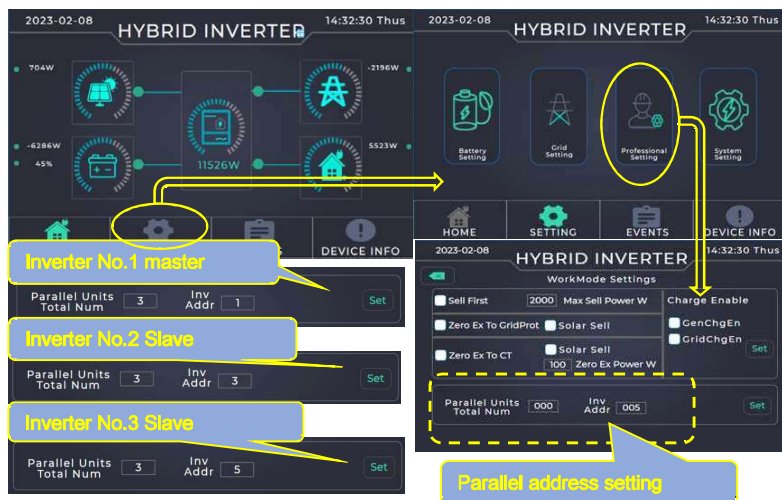 2023-02-08
HYBRID INVERTER
14:32:30 Thus
704W
-2196W
-6286W
45%
11526W
5523W
DEVICE INFO
2023-02-08
HYBRID INVERTER
14:32:30 Thus
Battery
Setting
Grid
Setting
Professional
Setting
System
Setting
HOME
SETTING
EVENTS
DEVICE INFO
Inverter No.1 master
Parallel Units
Total Num
3
Inv
Addr
1
Set
Inverter No.2 Slave
Parallel Units
Total Num
3
Inv
Addr
3
Set
Inverter No.3 Slave
Parallel Units
Total Num
3
Inv
Addr
5
Set
2023-02-08
HYBRID INVERTER
14:32:30 Thus
WorkMode Settings
Sell First
2000 Max Sell Power W
Charge Enable
Zero Ex To GridProt
Solar Sell
GenChgEn
GridChgEn
Zero Ex To CT
Solar Sell
100 Zero Ex Power W
Set
Parallel Units
Total Num
000
Inv
Addr
005
Set
Parallel address setting